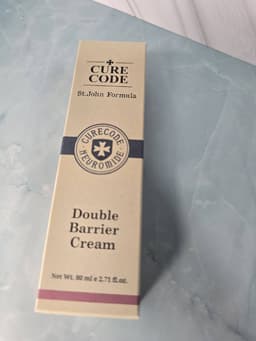 CURE
CODE
St.John Formula
CURECODE
NEUROMIDE
Double
Barrier
Cream
Net Wt. 80 ml e 2.71 fl.oz.